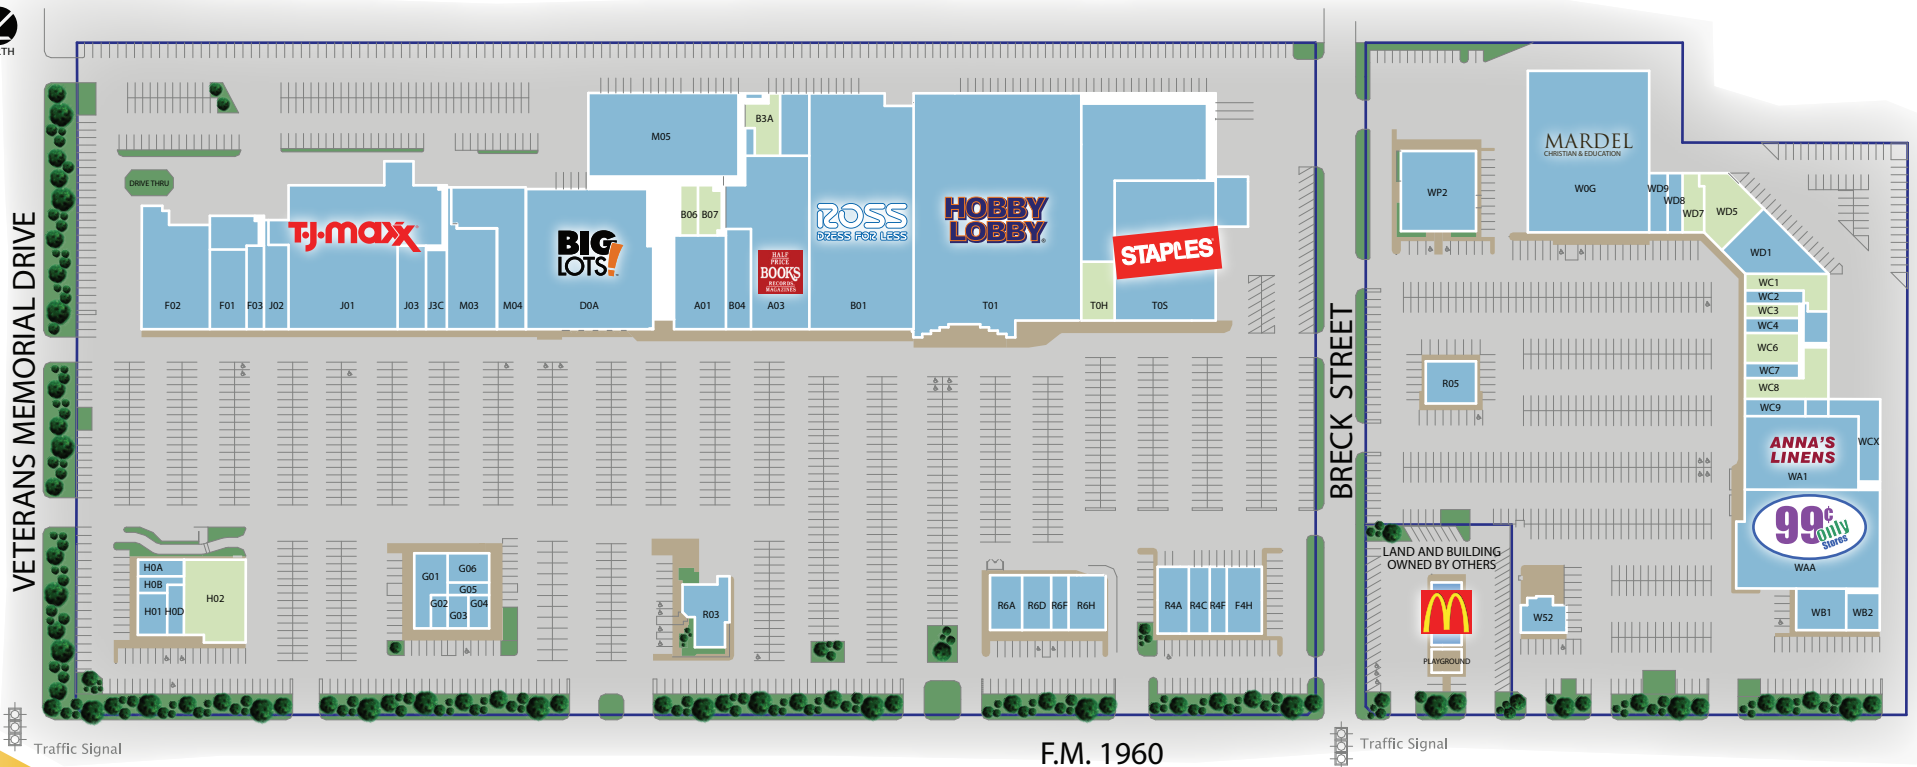 VETERANS MEMORIAL DRIVE
DRIVE THRU
F02
F01
F03
J02
T.J.maxx
J01
J03
J3C
M03
M04
BIG
LOTS!
D0A
M05
B3A
B06
B07
A01
B04
HALF
PRICE
BOOKS
RECORDS
MAGAZINES
A03
ROSS
DRESS FOR LESS
B01
HOBBY
LOBBY
T01
T0H
STAPLES
T0S
H0A
H0B
H01
H0D
H02
G01
G06
G05
G02
G03
G04
R03
R6A
R6D
R6F
R6H
R4A
R4C
R4F
F4H
BRECK STREET
WP2
MARDEL
CHRISTIAN & EDUCATION
W0G
WD9
WD8
WD7
WD5
WD1
WC1
WC2
WC3
WC4
WC6
WC7
WC8
WC9
WCX
R05
ANNA'S
LINENS
WA1
99¢
only
Stores
WAA
WB1
WB2
LAND AND BUILDING
OWNED BY OTHERS
PLAYGROUND
W52
Traffic Signal
F.M. 1960
Traffic Signal